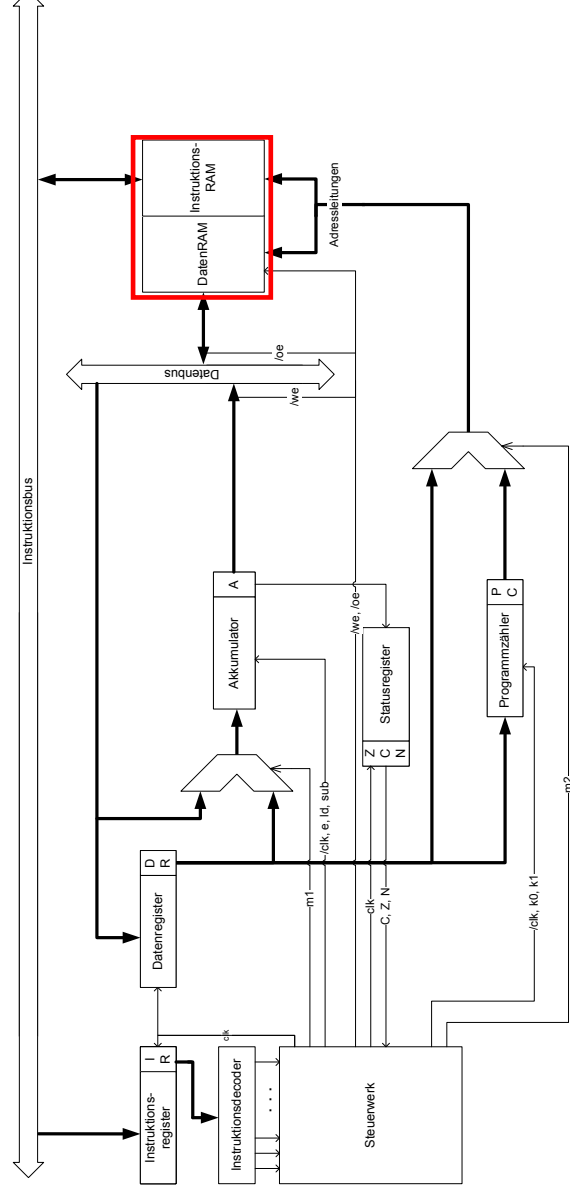 Instruktionsbus
Instruktions-
register
I
R
Datenregister
D
R
DatenRAM
Instruktions-
RAM
clk
Datenbus
/oe
/we
Adressleitungen
Instruktionsdecoder
. . .
Akkumulator
A
m1
/clk, e, ld, sub
/we, /oe
clk
C, Z, N
Z
C
N
Statusregister
Steuerwerk
Programmzähler
P
C
/clk, k0, k1
m2